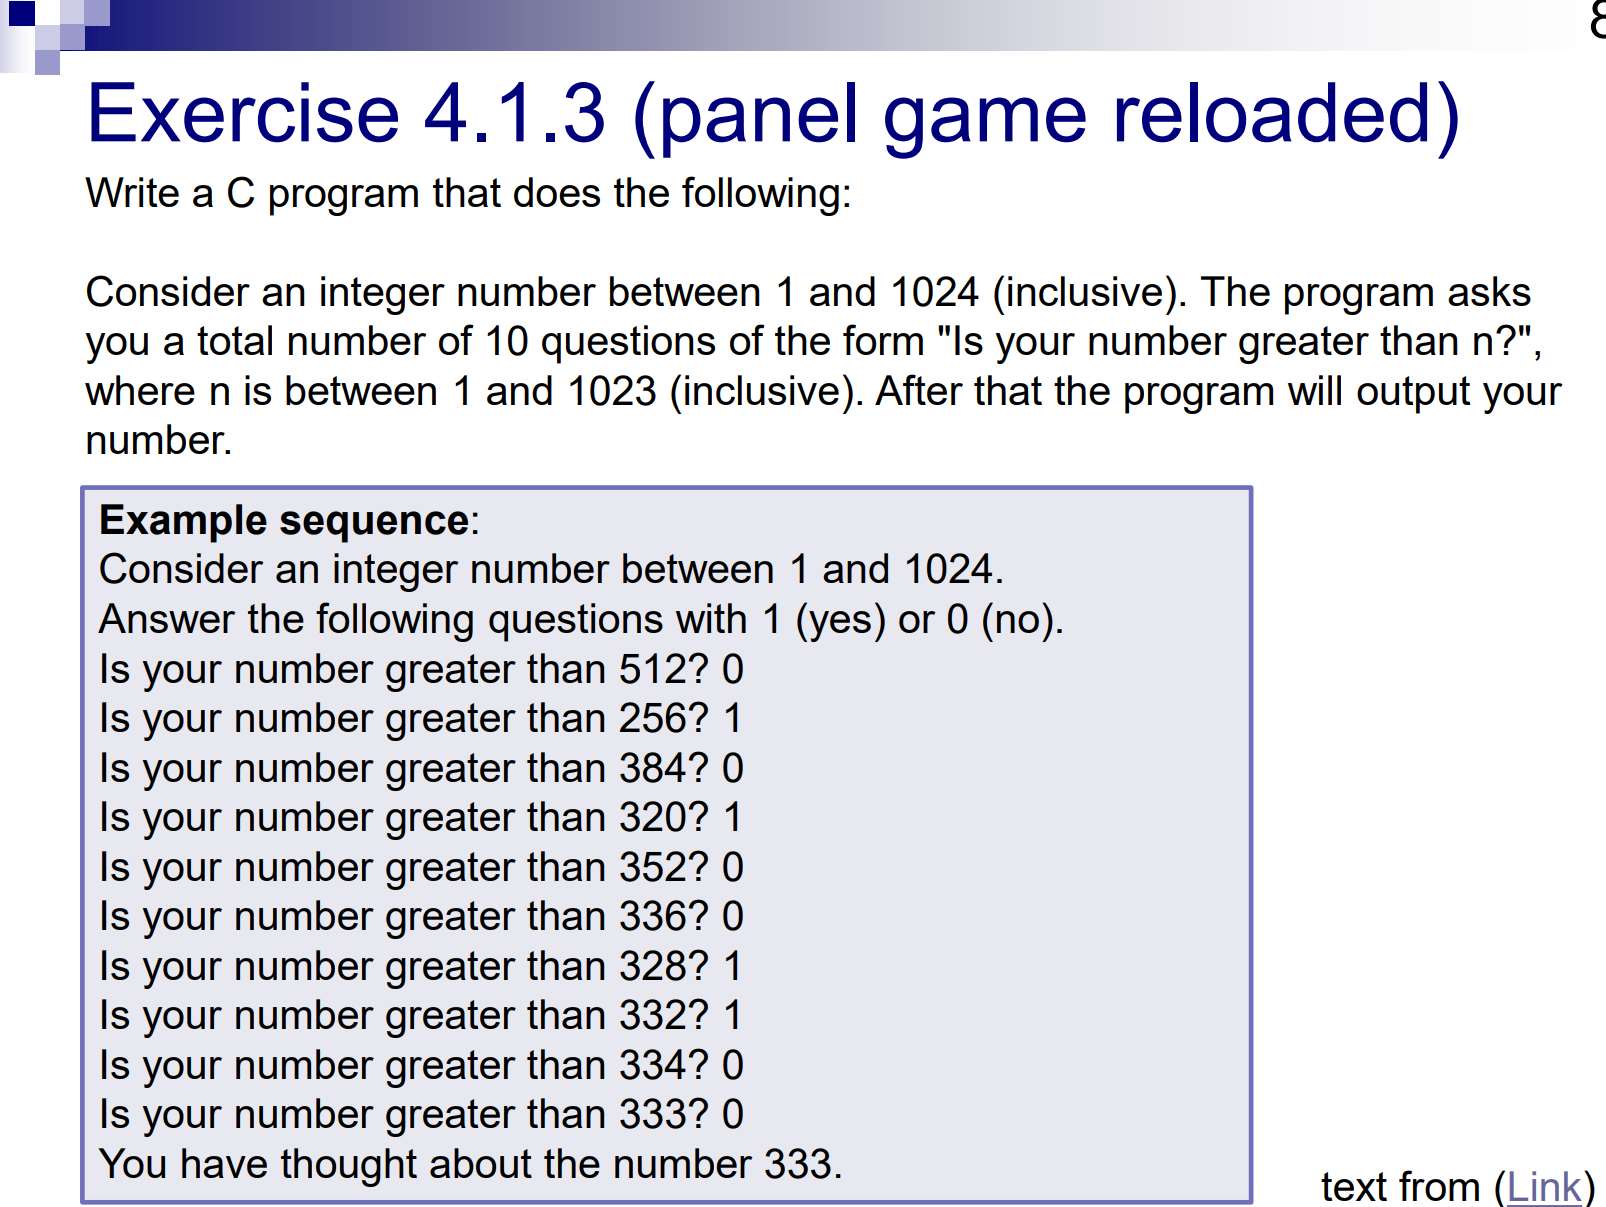 8
Exercise 4.1.3 (panel game reloaded)
Write a C program that does the following:
Consider an integer number between 1 and 1024 (inclusive). The program asks
you a total number of 10 questions of the form "Is your number greater than n?",
where n is between 1 and 1023 (inclusive). After that the program will output your
number.
Example sequence:
Consider an integer number between 1 and 1024.
Answer the following questions with 1 (yes) or 0 (no).
Is your number greater than 512? 0
Is your number greater than 256? 1
Is your number greater than 384? 0
Is your number greater than 320? 1
Is your number greater than 352? 0
Is your number greater than 336? 0
Is your number greater than 328? 1
Is your number greater than 332? 1
Is your number greater than 334? 0
Is your number greater than 333? 0
You have thought about the number 333.
text from (Link)